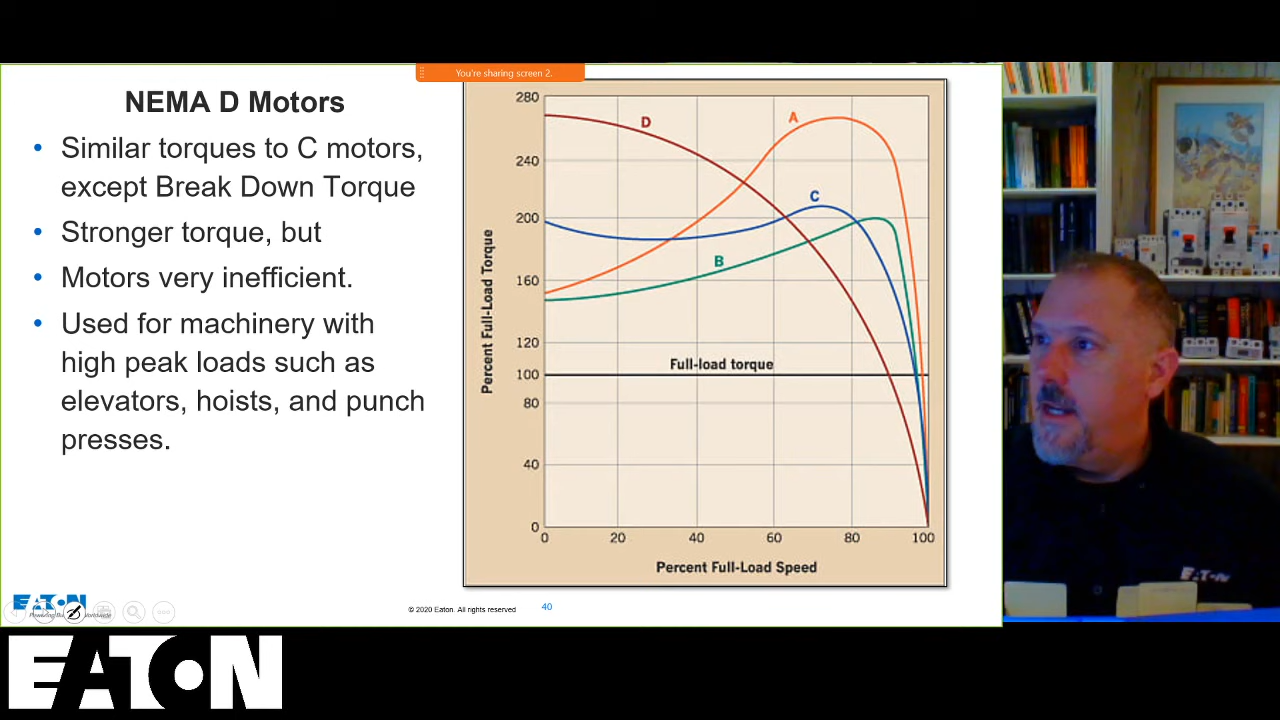 You're sharing screen 2.
NEMA D Motors
• Similar torques to C motors,
except Break Down Torque
• Stronger torque, but
• Motors very inefficient.
• Used for machinery with
high peak loads such as
elevators, hoists, and punch
presses.
Percent Full-Load Torque
280
240
200
160
120
100
80
40
0
D
A
C
B
Full-load torque
0 20 40 60 80 100
Percent Full-Load Speed
EATON
© 2020 Eaton. All rights reserved
40
EATON
EATON